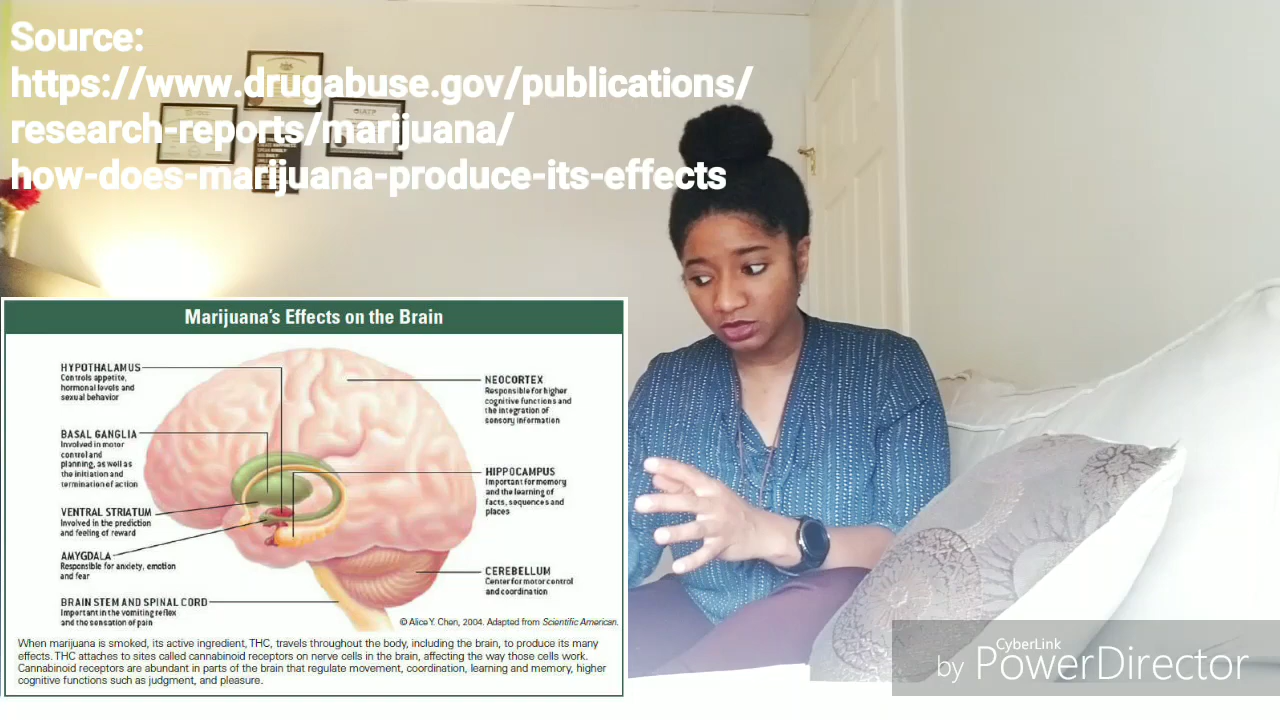 Source:
https://www.drugabuse.gov/publications/
research-reports/marijuana/
how-does-marijuana-produce-its-effects
Marijuana's Effects on the Brain
HYPOTHALAMUS
Controls appetite,
hormonal levels and
sexual behavior
BASAL GANGLIA
Involved in motor
control and
planning, as well as
the initiation and
termination of action
VENTRAL STRIATUM
Involved in the prediction
and feeling of reward
AMYGDALA
Responsible for anxiety, emotion
and fear
BRAIN STEM AND SPINAL CORD
Important in the vomiting reflex
and the sensation of pain
NEOCORTEX
Responsible for higher
cognitive functions and
the integration of
sensory information
HIPPOCAMPUS
Important for memory
and the learning of
facts, sequences and
places
CEREBELLUM
Center for motor control
and coordination
© Alice Y. Chen, 2004. Adapted from Scientific American.
When marijuana is smoked, its active ingredient, THC, travels throughout the body, including the brain, to produce its many
effects. THC attaches to sites called cannabinoid receptors on nerve cells in the brain, affecting the way those cells work.
Cannabinoid receptors are abundant in parts of the brain that regulate movement, coordination, learning and memory, higher
cognitive functions such as judgment, and pleasure.
CyberLink
by PowerDirector